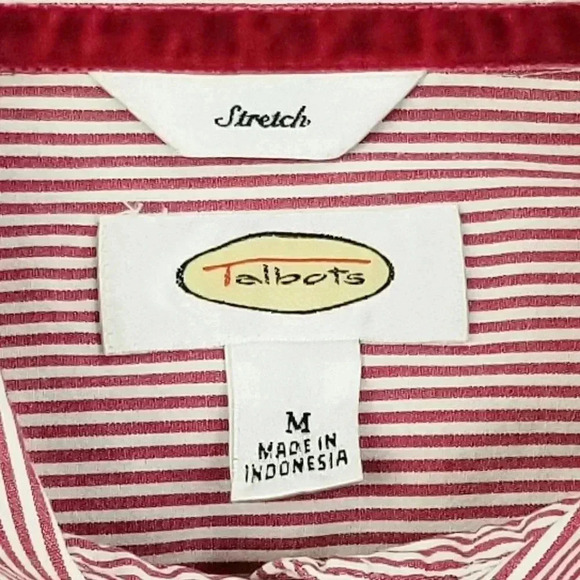 Stretch
Talbots
M
MADE IN
INDONESIA